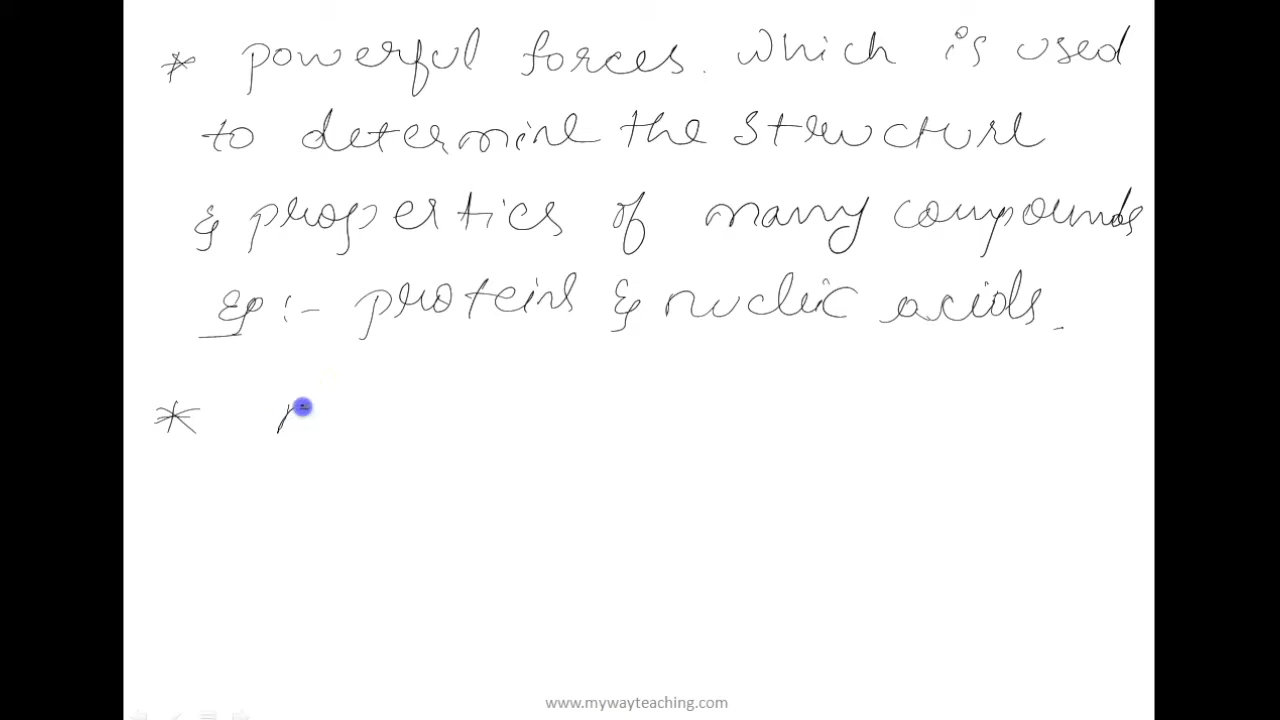 * powerful forces. which is used
to determine the structure
& properties of many compounds
Eg :- proteins & nucleic acids.
*
www.mywayteaching.com